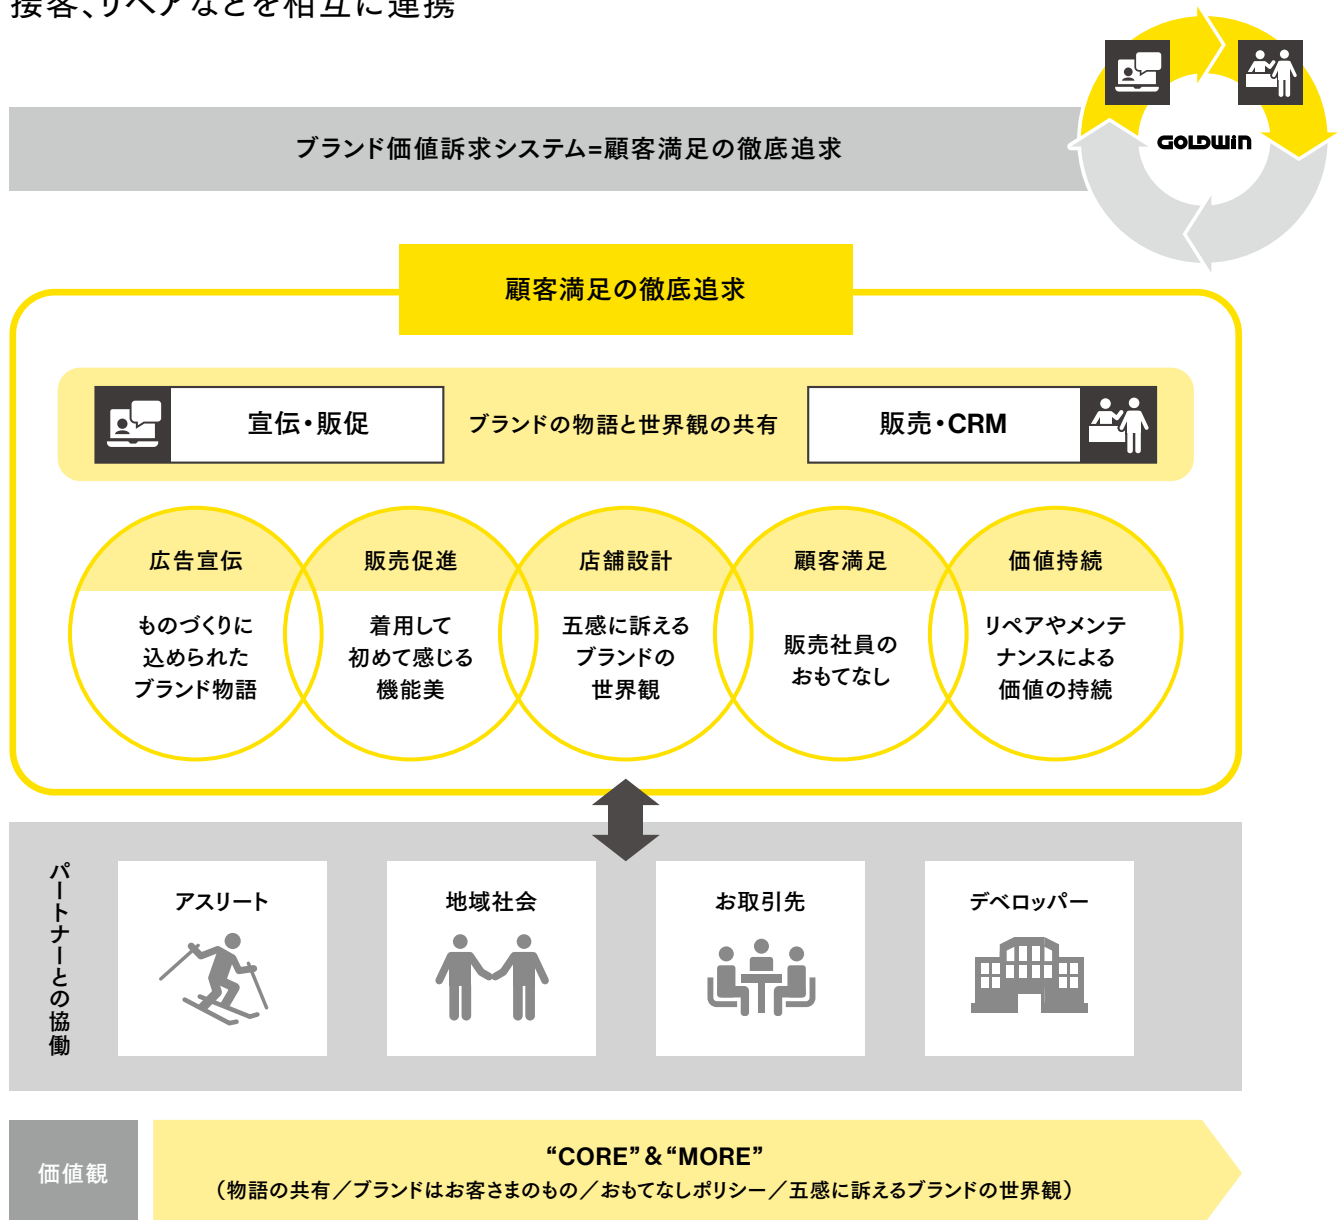 接客、リペアなどを相互に連携
GOLDWIN
ブランド価値訴求システム=顧客満足の徹底追求
顧客満足の徹底追求
宣伝・販促
ブランドの物語と世界観の共有
販売・CRM
広告宣伝
ものづくりに
込められた
ブランド物語
販売促進
着用して
初めて感じる
機能美
店舗設計
五感に訴える
ブランドの
世界観
顧客満足
販売社員の
おもてなし
価値持続
リペアやメンテ
ナンスによる
価値の持続
パートナーとの協働
アスリート
地域社会
お取引先
デベロッパー
価値観
“CORE”&“MORE”
(物語の共有/ブランドはお客さまのもの/おもてなしポリシー/五感に訴えるブランドの世界観)